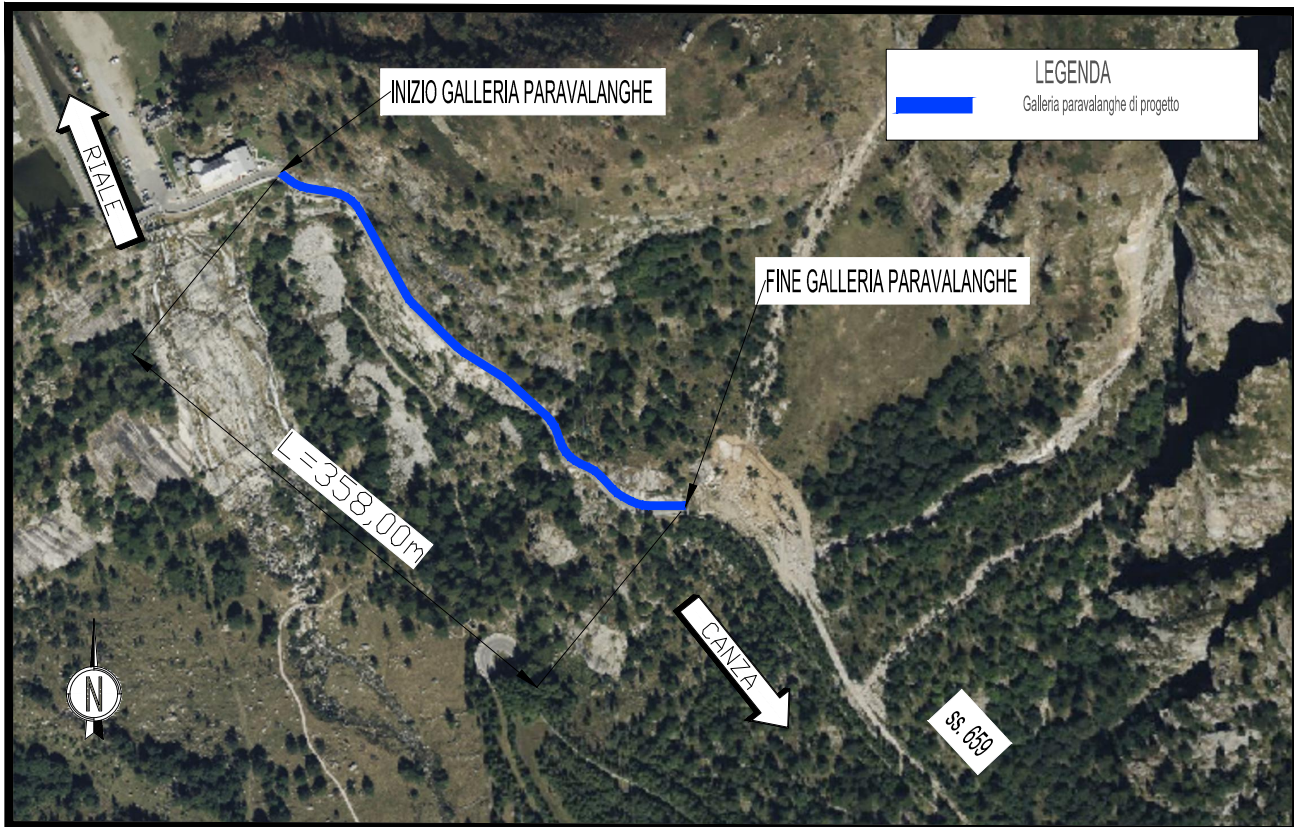 INIZIO GALLERIA PARAVALANGHE
LEGENDA
Galleria paravalanghe di progetto
RIALE
FINE GALLERIA PARAVALANGHE
L=358,00m
CANZA
N
ss. 659